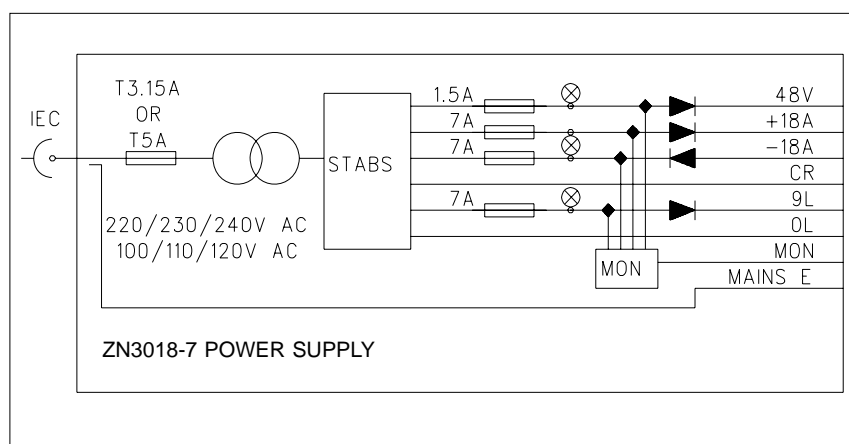 T3.15A
OR
T5A
IEC
STABS
220/230/240V AC
100/110/120V AC
1.5A
7A
7A
7A
48V
+18A
-18A
CR
9L
0L
MON
MON
MAINS E
ZN3018-7 POWER SUPPLY